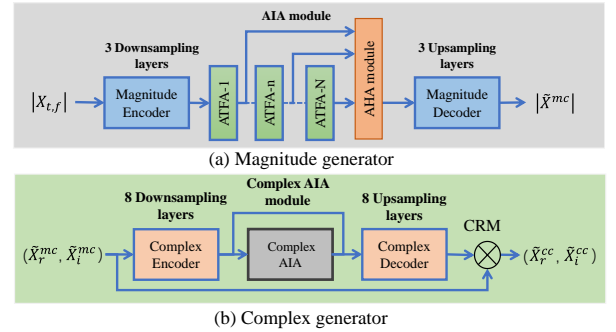 AIA module
3 Downsampling layers
3 Upsampling layers
|X_{t,f}|
Magnitude Encoder
ATFA-1
ATFA-n
ATFA-N
AHA module
Magnitude Decoder
|X̃^{mc}|
(a) Magnitude generator
8 Downsampling layers
Complex AIA module
8 Upsampling layers
CRM
(X̃_r^{mc}, X̃_i^{mc})
Complex Encoder
Complex AIA
Complex Decoder
(X̃_r^{cc}, X̃_i^{cc})
(b) Complex generator